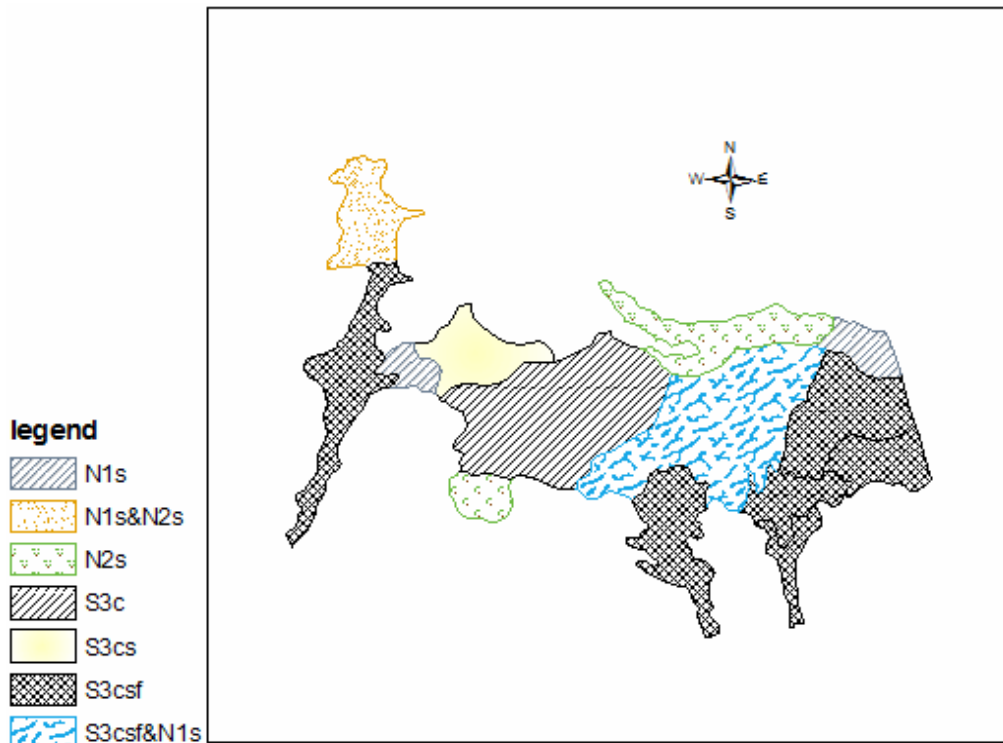 N
W E
S
legend
N1s
N1s&N2s
N2s
S3c
S3cs
S3csf
S3csf&N1s